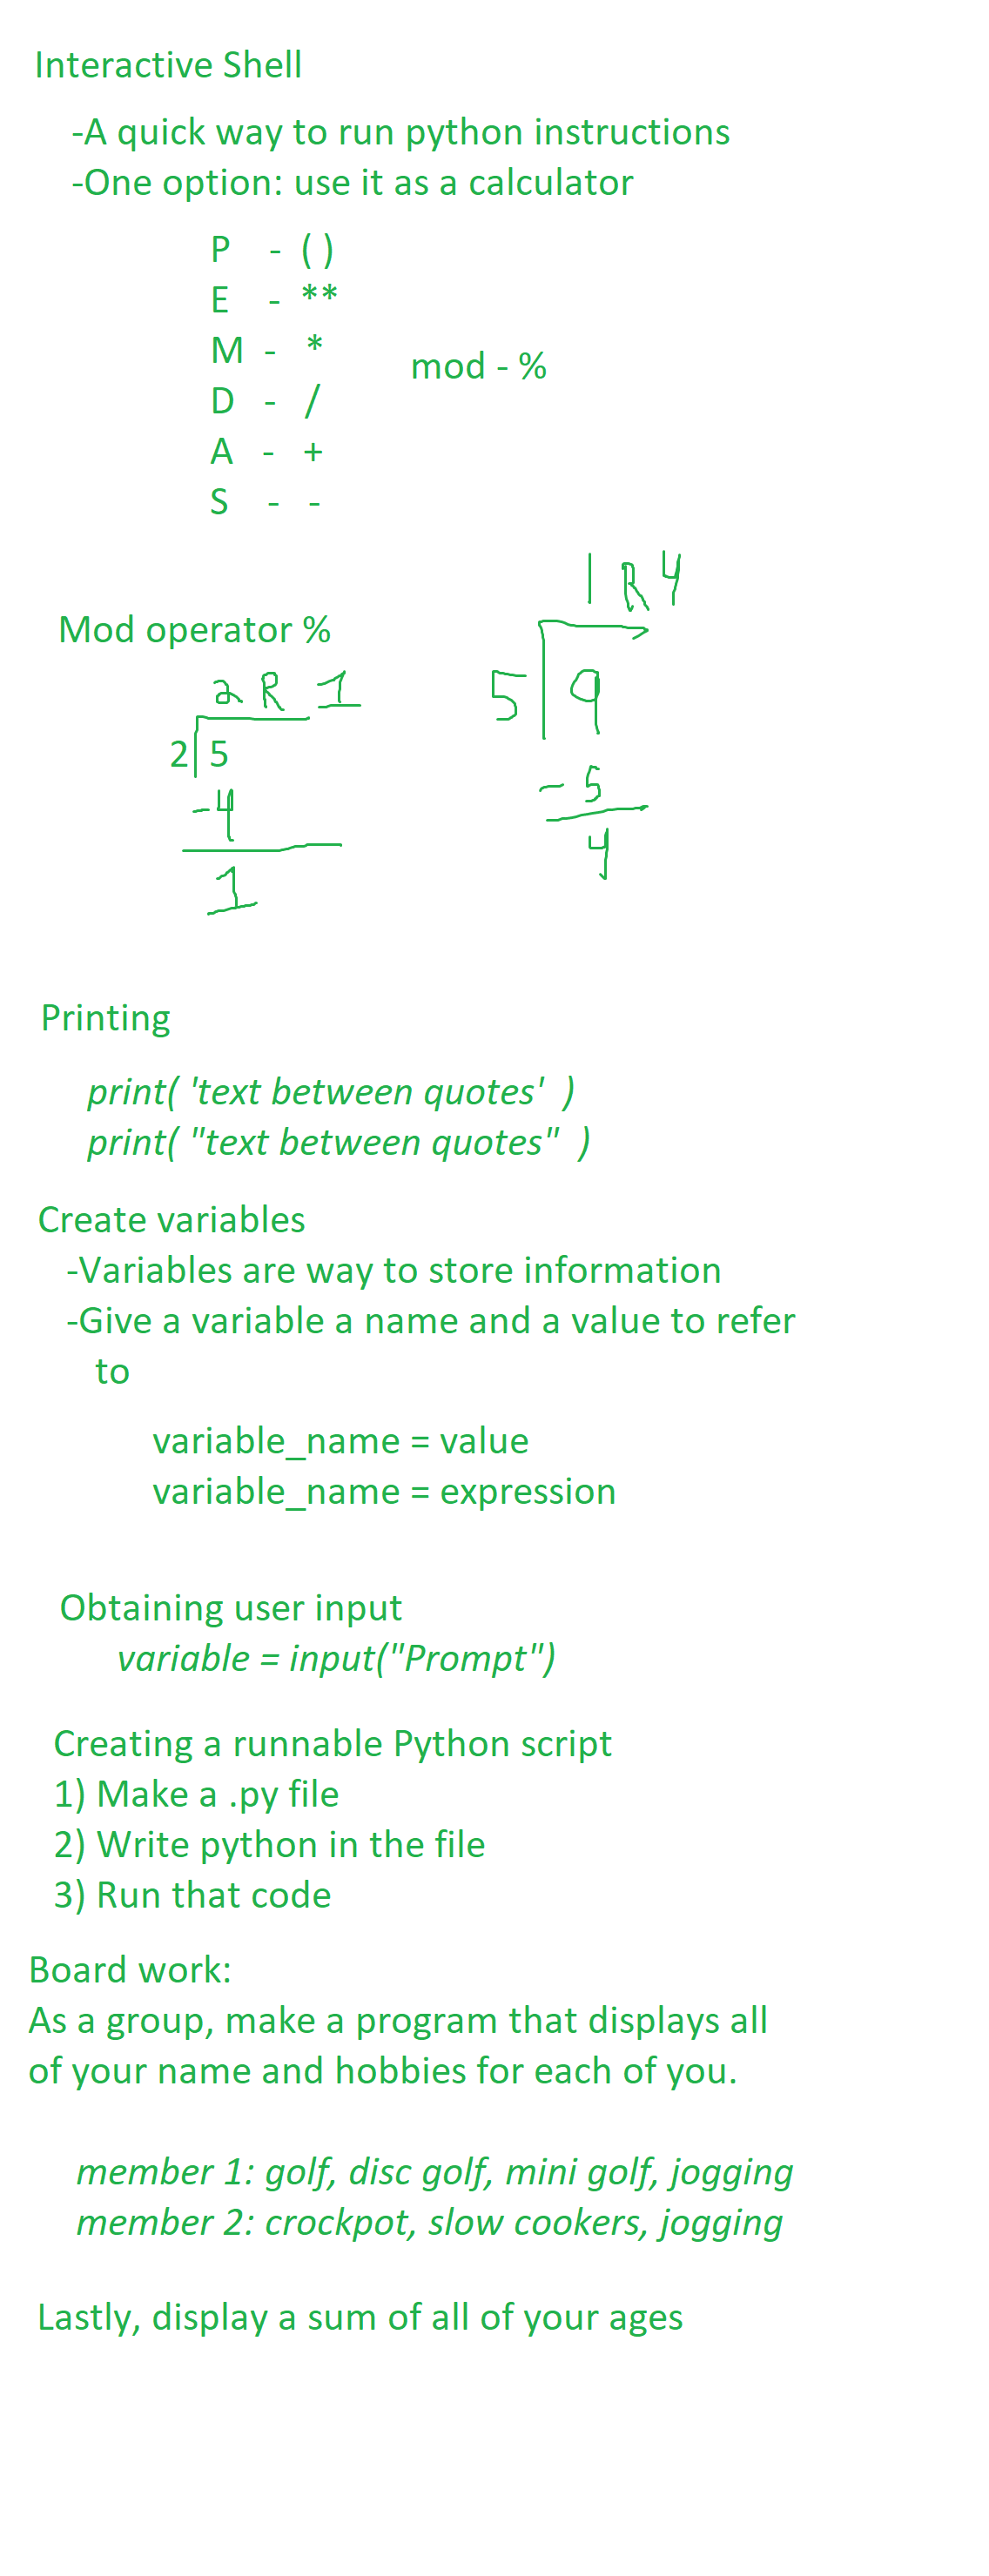 Interactive Shell
-A quick way to run python instructions
-One option: use it as a calculator
P - ( )
E - **
M - *
mod - %
D - /
A - +
S - -
Mod operator %
2 R 1
2 5
-4
1
1 R 4
5 9
- 5
4
Printing
print( 'text between quotes' )
print( "text between quotes" )
Create variables
-Variables are way to store information
-Give a variable a name and a value to refer
to
variable_name = value
variable_name = expression
Obtaining user input
variable = input("Prompt")
Creating a runnable Python script
1) Make a .py file
2) Write python in the file
3) Run that code
Board work:
As a group, make a program that displays all
of your name and hobbies for each of you.
member 1: golf, disc golf, mini golf, jogging
member 2: crockpot, slow cookers, jogging
Lastly, display a sum of all of your ages